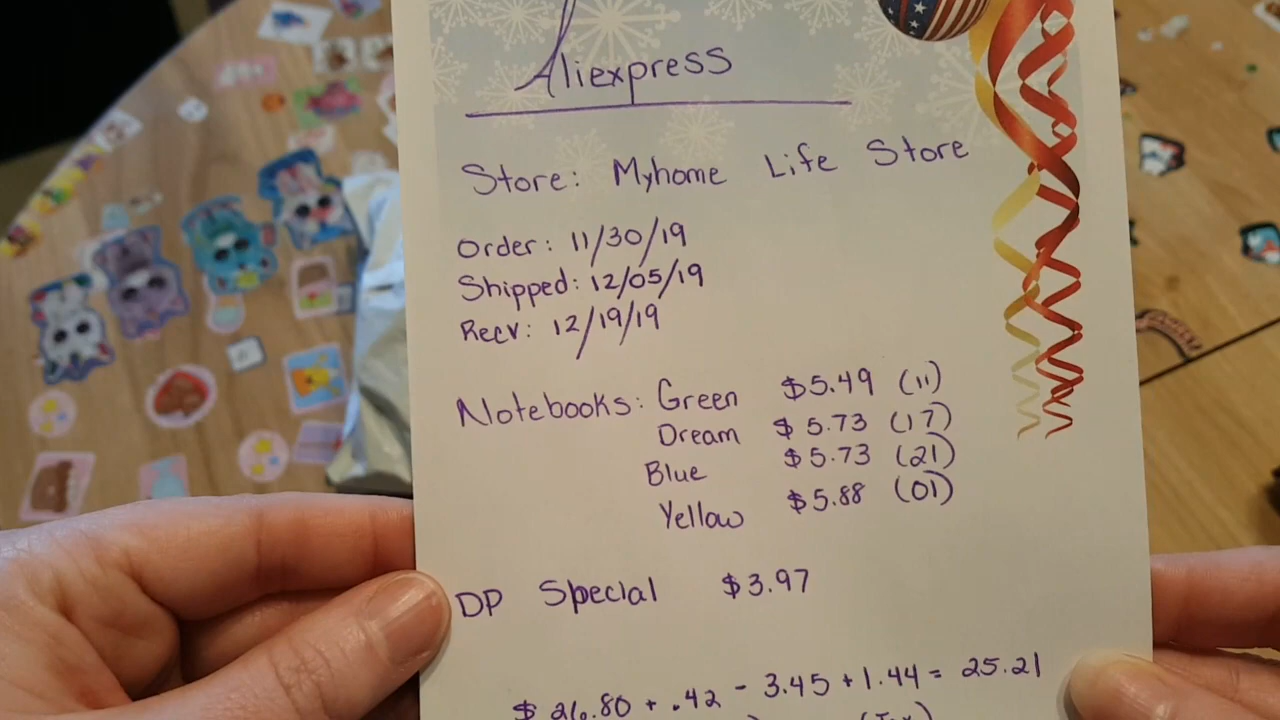 Aliexpress
Store: Myhome Life Store
Order: 11/30/19
Shipped: 12/05/19
Recv: 12/19/19
Notebooks: Green $5.49 (11)
Dream $5.73 (17)
Blue $5.73 (21)
Yellow $5.88 (01)
DP Special $3.97
$26.80 + .42 - 3.45 + 1.44 = 25.21